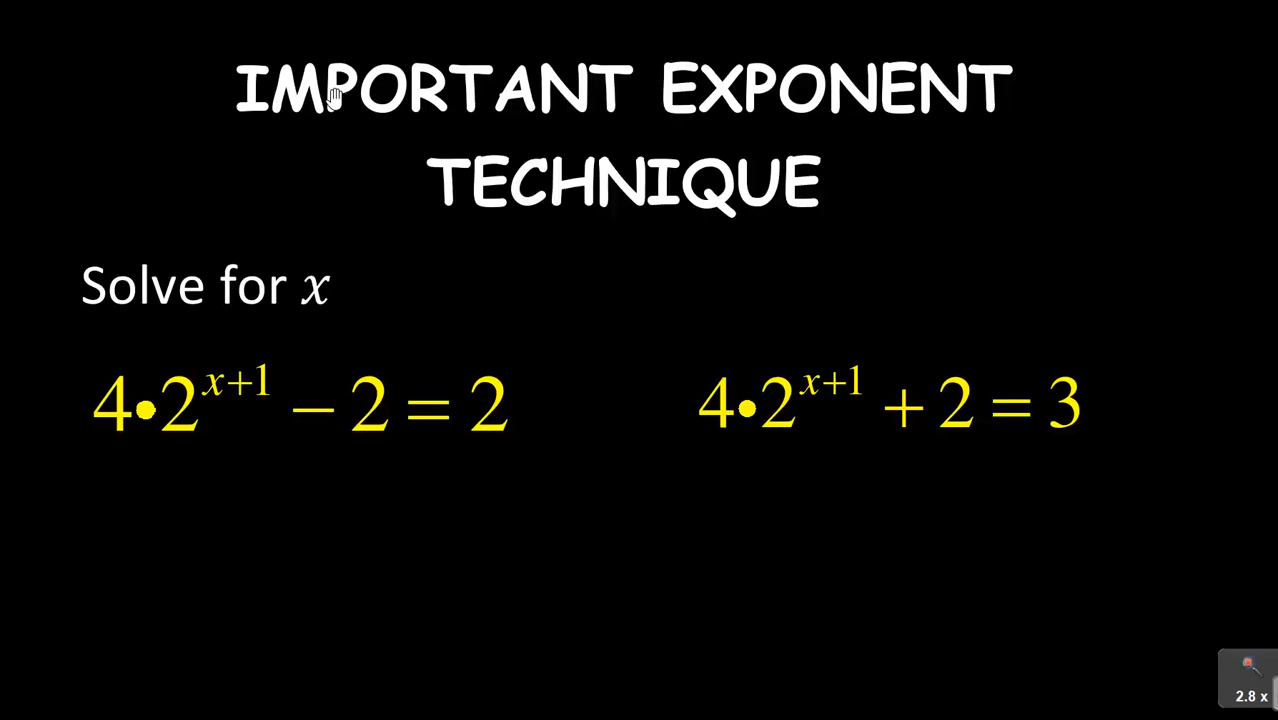 IMPORTANT EXPONENT
TECHNIQUE
Solve for x
4•2^{x+1} − 2 = 2
4•2^{x+1} + 2 = 3
2.8 x